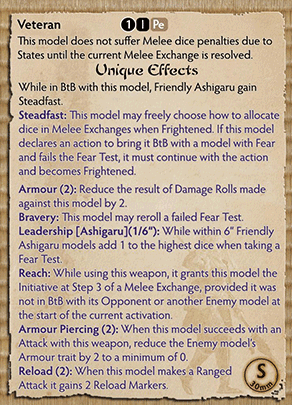 Veteran 1 I Pe
This model does not suffer Melee dice penalties due to
States until the current Melee Exchange is resolved.
Unique Effects
While in BtB with this model, Friendly Ashigaru gain
Steadfast.
Steadfast: This model may freely choose how to allocate
dice in Melee Exchanges when Frightened. If this model
declares an action to bring it BtB with a model with Fear
and fails the Fear Test, it must continue with the action
and becomes Frightened.
Armour (2): Reduce the result of Damage Rolls made
against this model by 2.
Bravery: This model may reroll a failed Fear Test.
Leadership [Ashigaru](1/6"): While within 6" Friendly
Ashigaru models add 1 to the highest dice when taking a
Fear Test.
Reach: While using this weapon, it grants this model the
Initiative at Step 3 of a Melee Exchange, provided it was
not in BtB with its Opponent or another Enemy model at
the start of the current activation.
Armour Piercing (2): When this model succeeds with an
Attack with this weapon, reduce the Enemy model's
Armour trait by 2 to a minimum of 0.
Reload (2): When this model makes a Ranged
Attack it gains 2 Reload Markers.
S
30mm